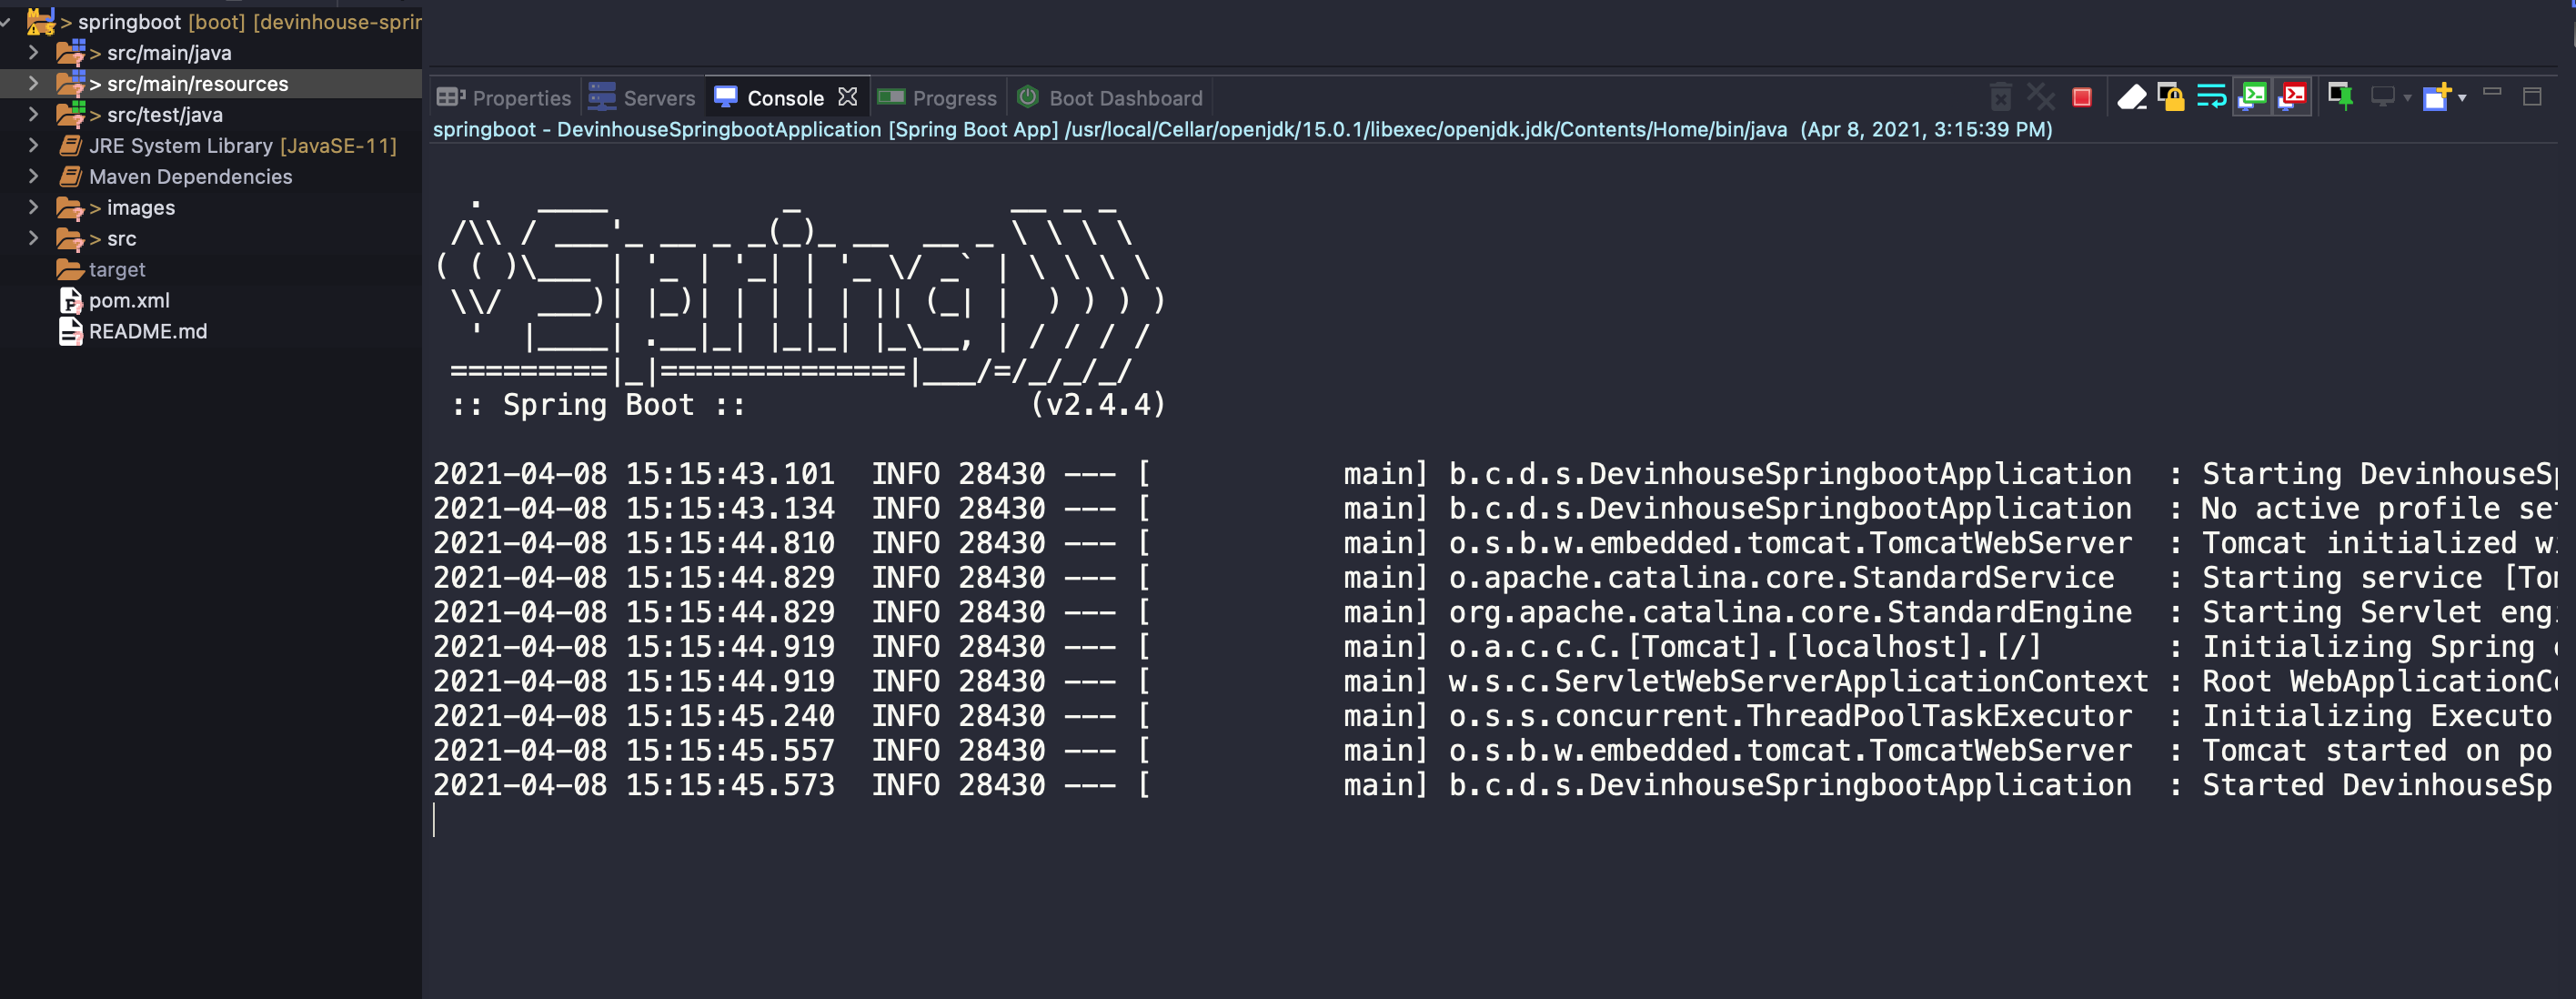 > springboot [boot] [devinhouse-sprin
> src/main/java
> src/main/resources
> src/test/java
JRE System Library [JavaSE-11]
Maven Dependencies
> images
> src
target
pom.xml
README.md
Properties Servers Console Progress Boot Dashboard
springboot - DevinhouseSpringbootApplication [Spring Boot App] /usr/local/Cellar/openjdk/15.0.1/libexec/openjdk.jdk/Contents/Home/bin/java (Apr 8, 2021, 3:15:39 PM)
  .   ____          _            __ _ _
 /\\ / ___'_ __ _ _(_)_ __  __ _ \ \ \ \
( ( )\___ | '_ | '_| | '_ \/ _` | \ \ \ \
 \\/  ___)| |_)| | | | | || (_| |  ) ) ) )
  '  |____| .__|_| |_|_| |_\__, | / / / /
 =========|_|==============|___/=/_/_/_/
 :: Spring Boot ::                (v2.4.4)
2021-04-08 15:15:43.101  INFO 28430 --- [           main] b.c.d.s.DevinhouseSpringbootApplication  : Starting DevinhouseSp
2021-04-08 15:15:43.134  INFO 28430 --- [           main] b.c.d.s.DevinhouseSpringbootApplication  : No active profile set
2021-04-08 15:15:44.810  INFO 28430 --- [           main] o.s.b.w.embedded.tomcat.TomcatWebServer  : Tomcat initialized wi
2021-04-08 15:15:44.829  INFO 28430 --- [           main] o.apache.catalina.core.StandardService   : Starting service [Tom
2021-04-08 15:15:44.829  INFO 28430 --- [           main] org.apache.catalina.core.StandardEngine  : Starting Servlet engi
2021-04-08 15:15:44.919  INFO 28430 --- [           main] o.a.c.c.C.[Tomcat].[localhost].[/]       : Initializing Spring e
2021-04-08 15:15:44.919  INFO 28430 --- [           main] w.s.c.ServletWebServerApplicationContext : Root WebApplicationCo
2021-04-08 15:15:45.240  INFO 28430 --- [           main] o.s.s.concurrent.ThreadPoolTaskExecutor  : Initializing Executo
2021-04-08 15:15:45.557  INFO 28430 --- [           main] o.s.b.w.embedded.tomcat.TomcatWebServer  : Tomcat started on po
2021-04-08 15:15:45.573  INFO 28430 --- [           main] b.c.d.s.DevinhouseSpringbootApplication  : Started DevinhouseSp